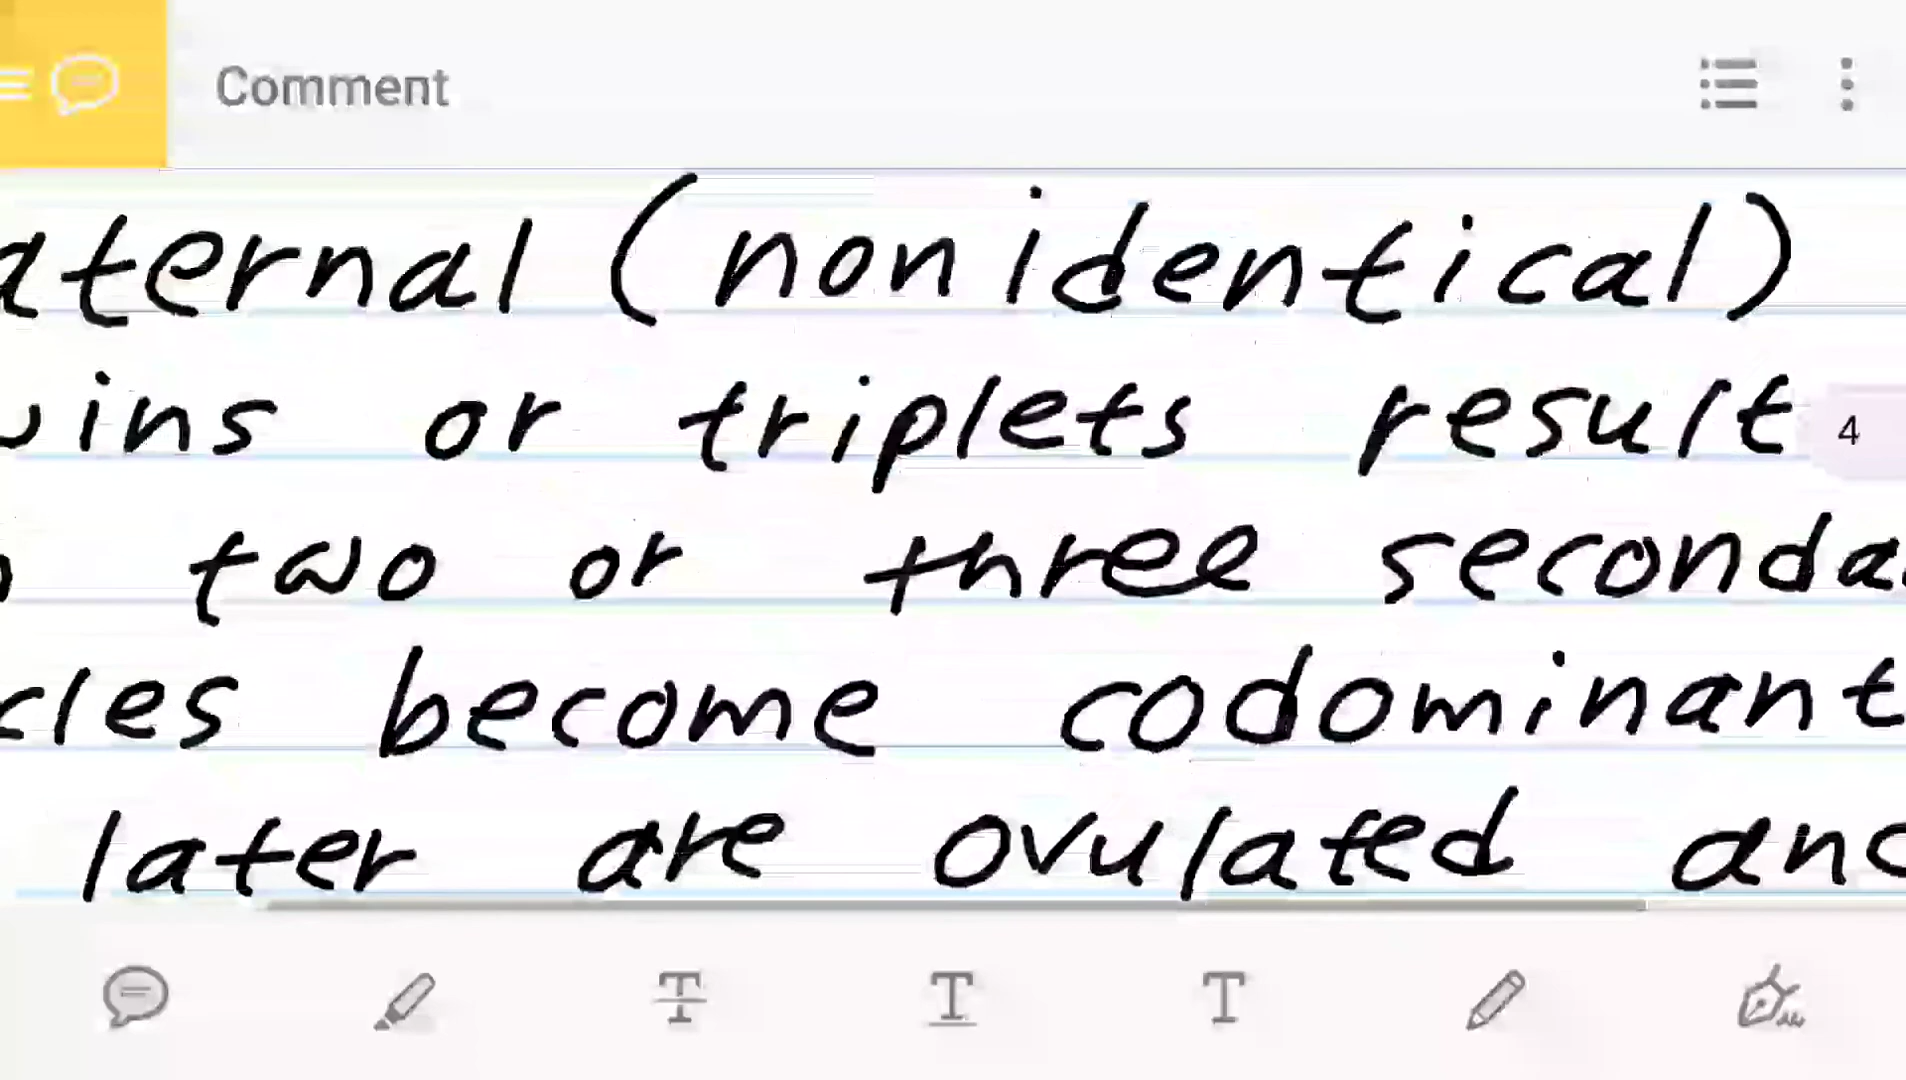 Comment
aternal (nonidentical)
wins or triplets result
4
two or three seconda
cles become codominant
later are ovulated and